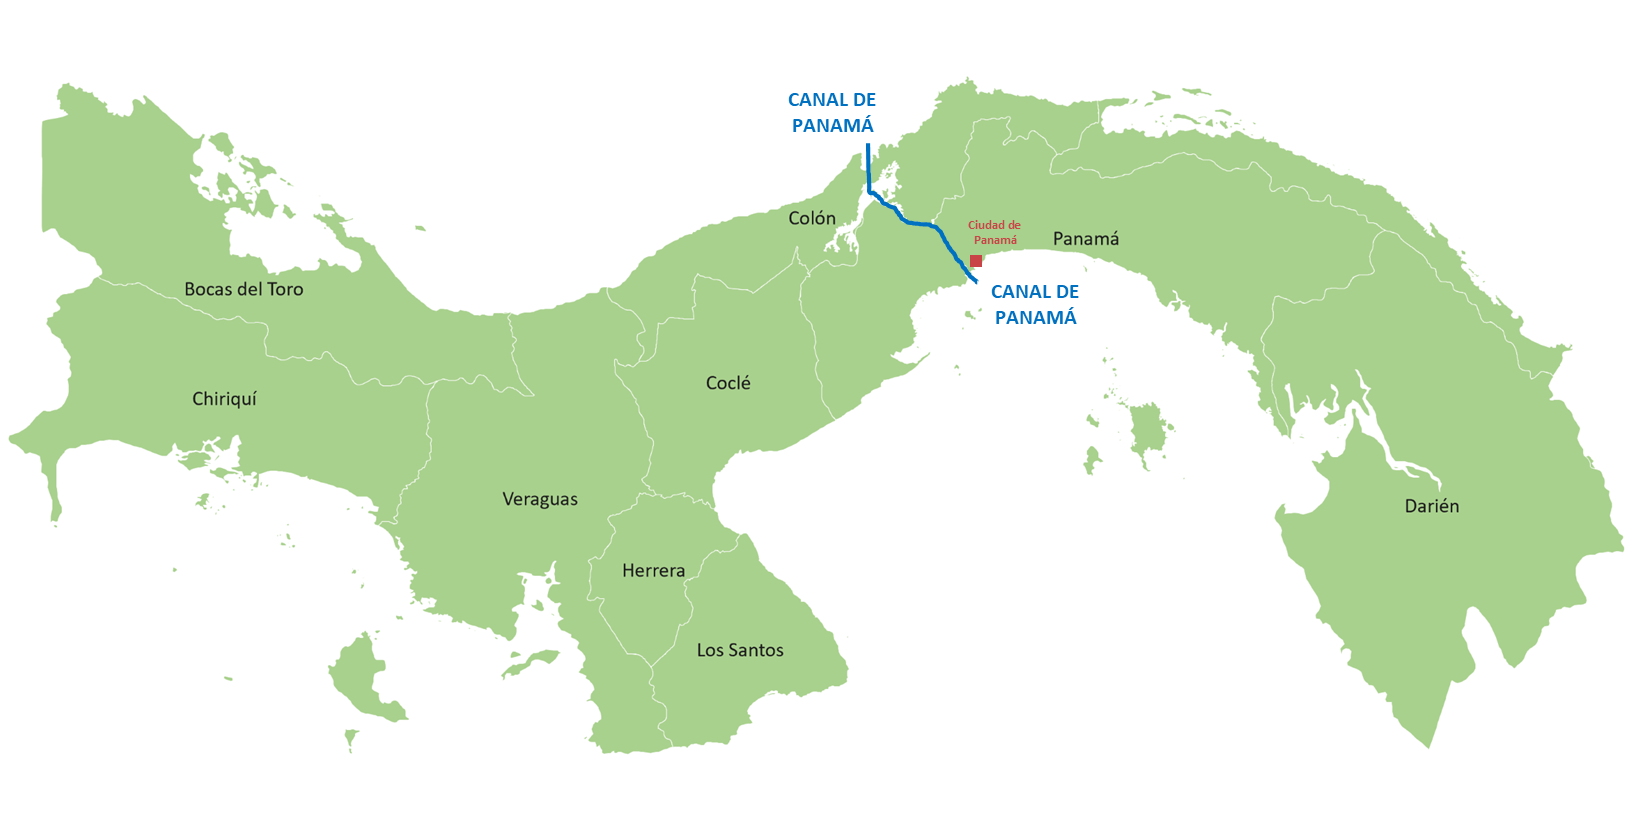 CANAL DE
PANAMÁ
Colón
Ciudad de
Panamá
Panamá
Bocas del Toro
CANAL DE
PANAMÁ
Chiriquí
Coclé
Veraguas
Darién
Herrera
Los Santos